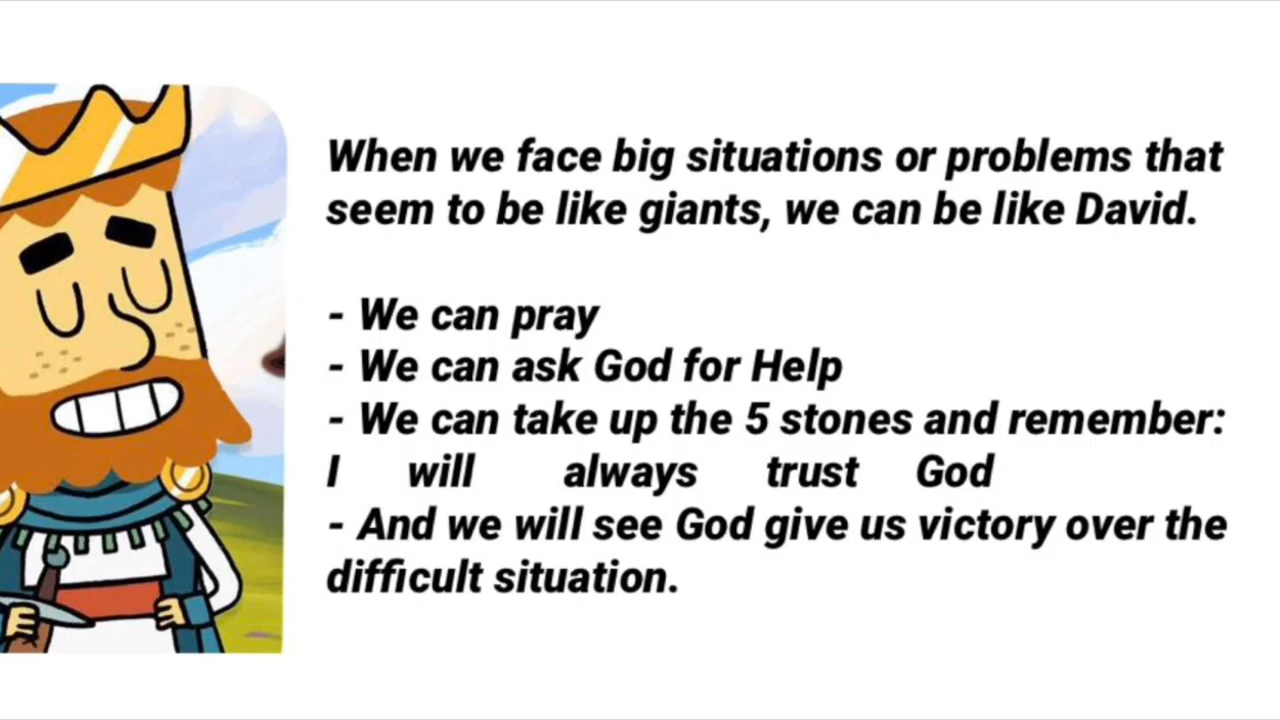 When we face big situations or problems that
seem to be like giants, we can be like David.
- We can pray
- We can ask God for Help
- We can take up the 5 stones and remember:
I will always trust God
- And we will see God give us victory over the
difficult situation.